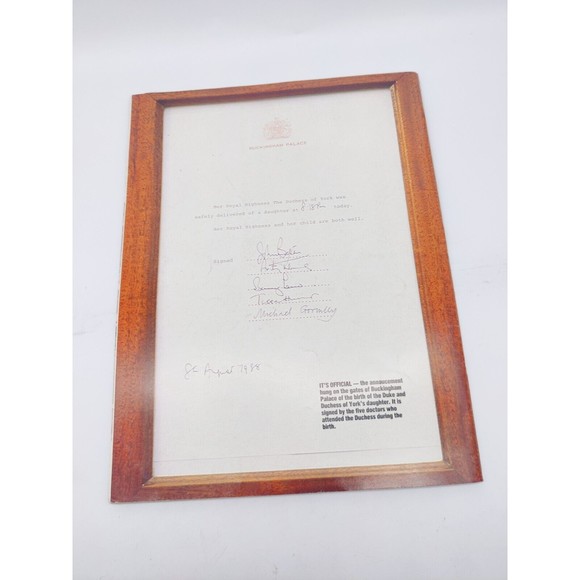 BUCKINGHAM PALACE
Her Royal Highness The Duchess of York was
safely delivered of a daughter at 8.18pm today.
Her Royal Highness and her child are both well.
Signed
Michael Gormley
8th August 1988
IT'S OFFICIAL — the announcement
hung on the gates of Buckingham
Palace of the birth of the Duke and
Duchess of York's daughter. It is
signed by the five doctors who
attended the Duchess during the
birth.